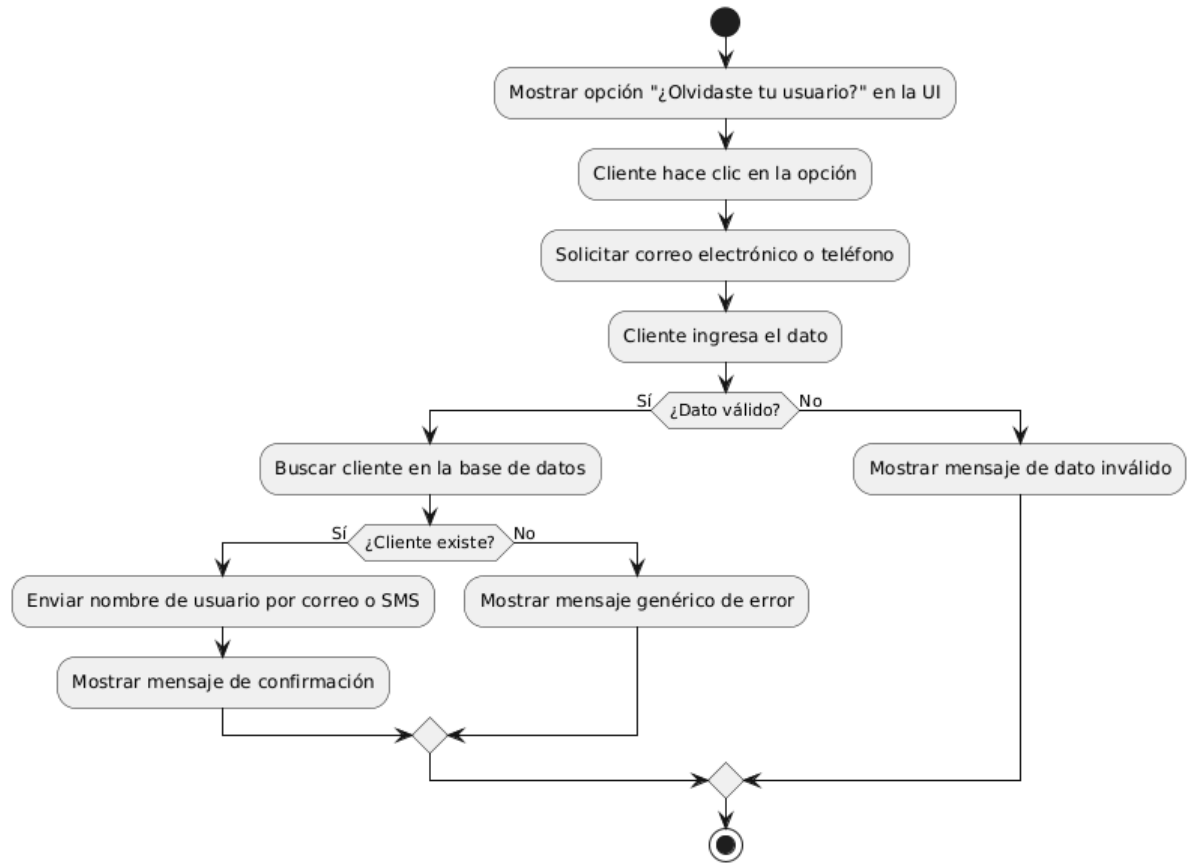 Mostrar opción "¿Olvidaste tu usuario?" en la UI
Cliente hace clic en la opción
Solicitar correo electrónico o teléfono
Cliente ingresa el dato
Sí
¿Dato válido?
No
Buscar cliente en la base de datos
Mostrar mensaje de dato inválido
Sí
¿Cliente existe?
No
Enviar nombre de usuario por correo o SMS
Mostrar mensaje genérico de error
Mostrar mensaje de confirmación